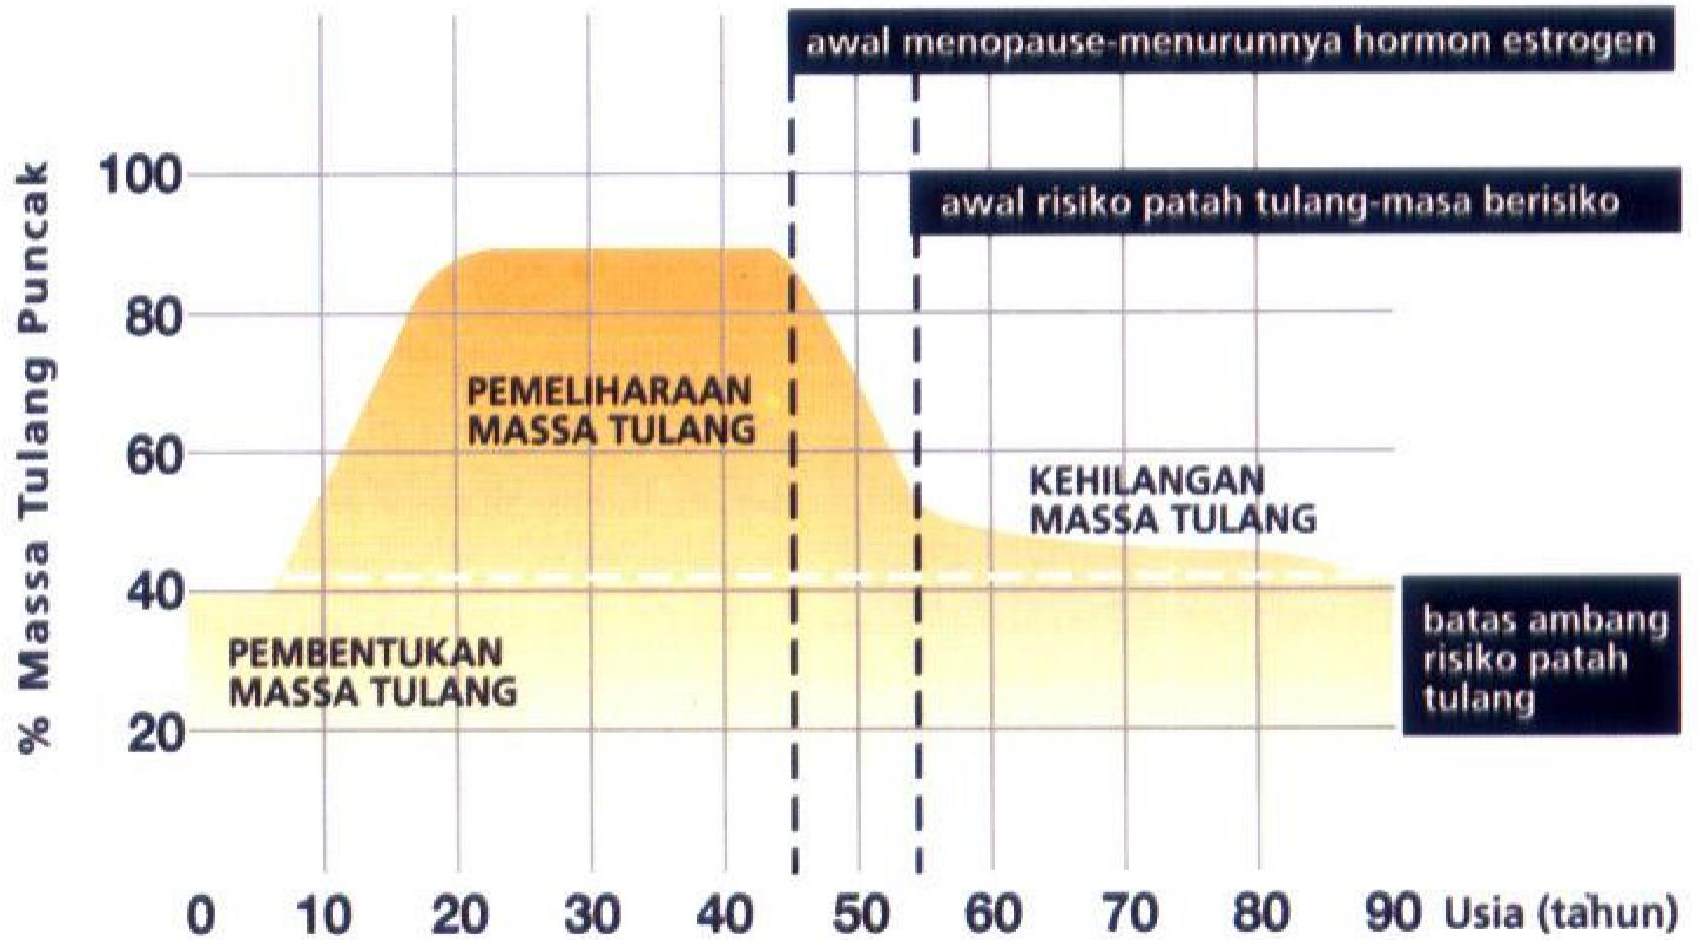 awal menopause-menurunnya hormon estrogen
awal risiko patah tulang-masa berisiko
% Massa Tulang Puncak
100
80
60
40
20
PEMELIHARAAN
MASSA TULANG
KEHILANGAN
MASSA TULANG
PEMBENTUKAN
MASSA TULANG
batas ambang
risiko patah
tulang
0 10 20 30 40 50 60 70 80 90 Usia (tahun)